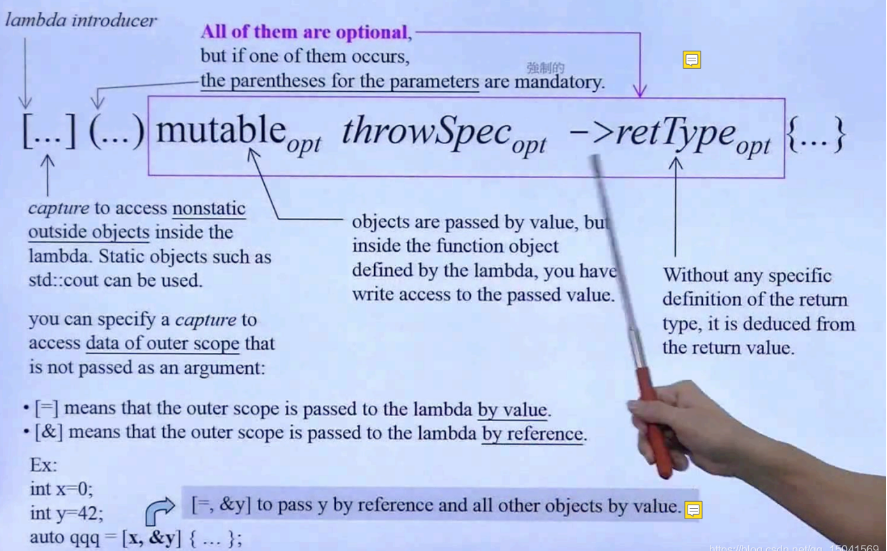 lambda introducer
All of them are optional,
but if one of them occurs,
強制的
the parentheses for the parameters are mandatory.
[...] (...) mutable opt throwSpec opt ->retType opt {...}
capture to access nonstatic
outside objects inside the
lambda. Static objects such as
std::cout can be used.
objects are passed by value, but
inside the function object
defined by the lambda, you have
write access to the passed value.
Without any specific
definition of the return
type, it is deduced from
the return value.
you can specify a capture to
access data of outer scope that
is not passed as an argument:
• [=] means that the outer scope is passed to the lambda by value.
• [&] means that the outer scope is passed to the lambda by reference.
Ex:
int x=0;
int y=42;
auto qqq = [x, &y] { ... };
[=, &y] to pass y by reference and all other objects by value.